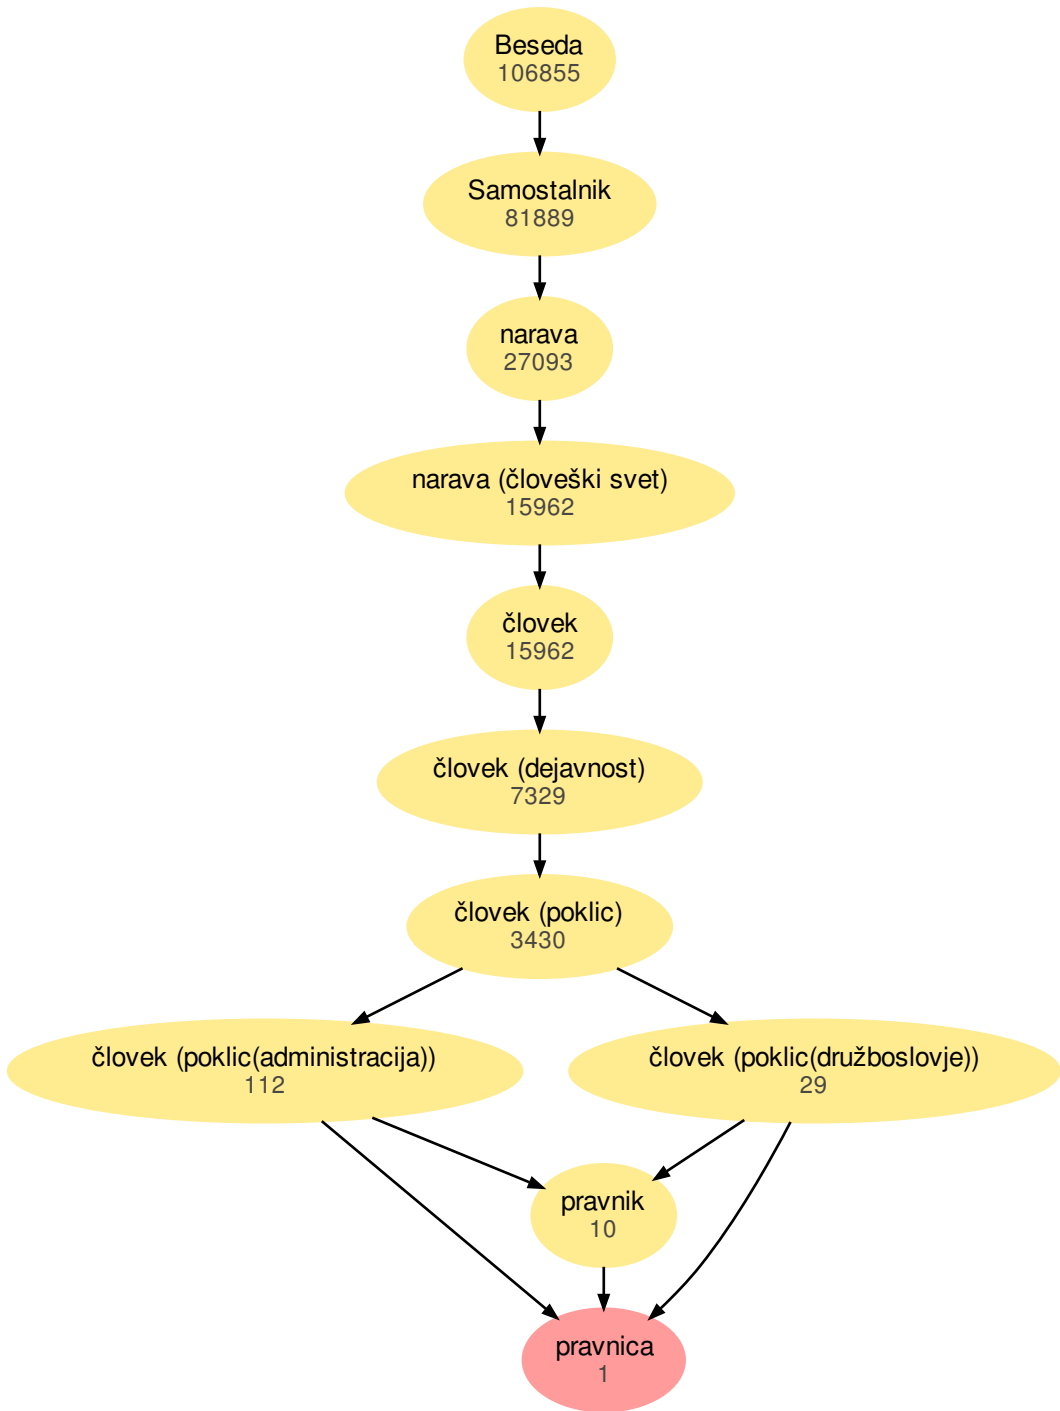 Beseda
106855
Samostalnik
81889
narava
27093
narava (človeški svet)
15962
človek
15962
človek (dejavnost)
7329
človek (poklic)
3430
človek (poklic(administracija))
112
človek (poklic(družboslovje))
29
pravnik
10
pravnica
1